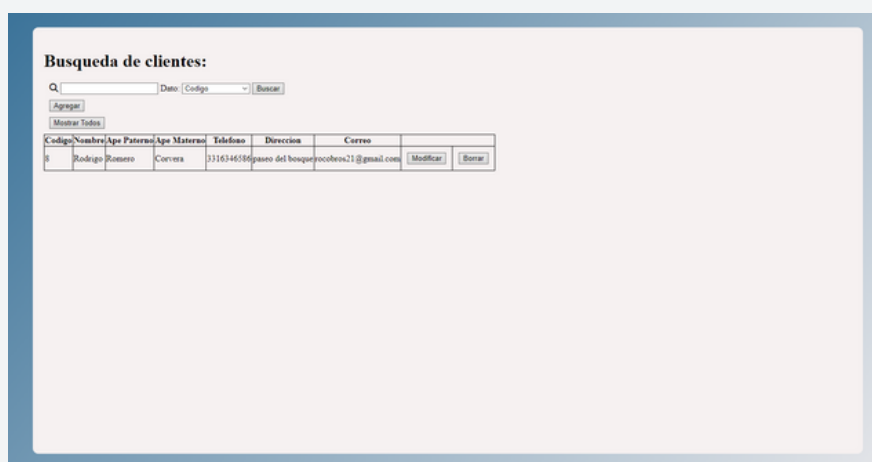 Busqueda de clientes:
Dato: Codigo Buscar
Agregar
Mostrar Todos
Codigo Nombre Ape Paterno Ape Materno Telefono Direccion Correo
8 Rodrigo Romero Corvera 3316346586 paseo del bosque rocobros21@gmail.com Modificar Borrar